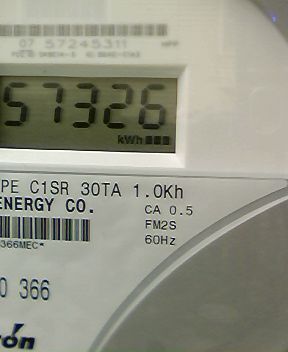 07 57245311
57326
kWh
PE C1SR 30TA 1.0Kh
ENERGY CO.
CA 0.5
FM2S
366MEC*
60Hz
0 366
rón